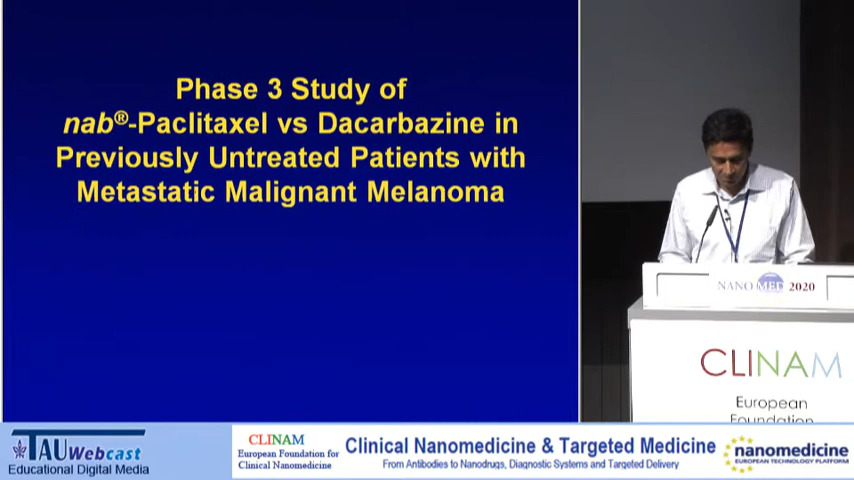 Phase 3 Study of
nab®-Paclitaxel vs Dacarbazine in
Previously Untreated Patients with
Metastatic Malignant Melanoma
NANOMED 2020
CLINAM
European
Foundation
TAUWebcast
Educational Digital Media
CLINAM
European Foundation for
Clinical Nanomedicine
Clinical Nanomedicine & Targeted Medicine
From Antibodies to Nanodrugs, Diagnostic Systems and Targeted Delivery
nanomedicine
EUROPEAN TECHNOLOGY PLATFORM